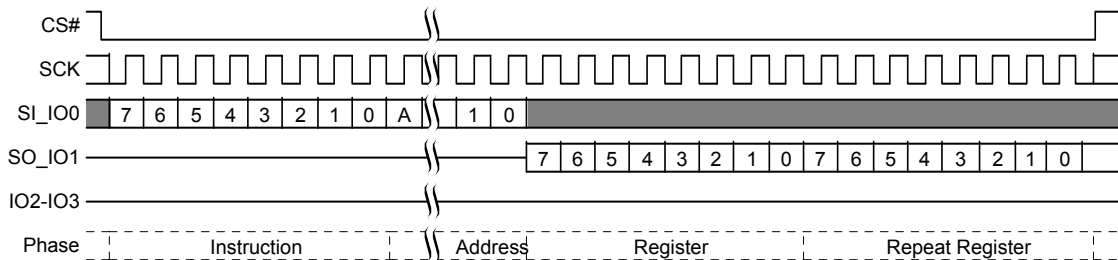 CS#
SCK
SI_IO0 7 6 5 4 3 2 1 0 A 1 0
SO_IO1 7 6 5 4 3 2 1 0 7 6 5 4 3 2 1 0
IO2-IO3
Phase Instruction Address Register Repeat Register